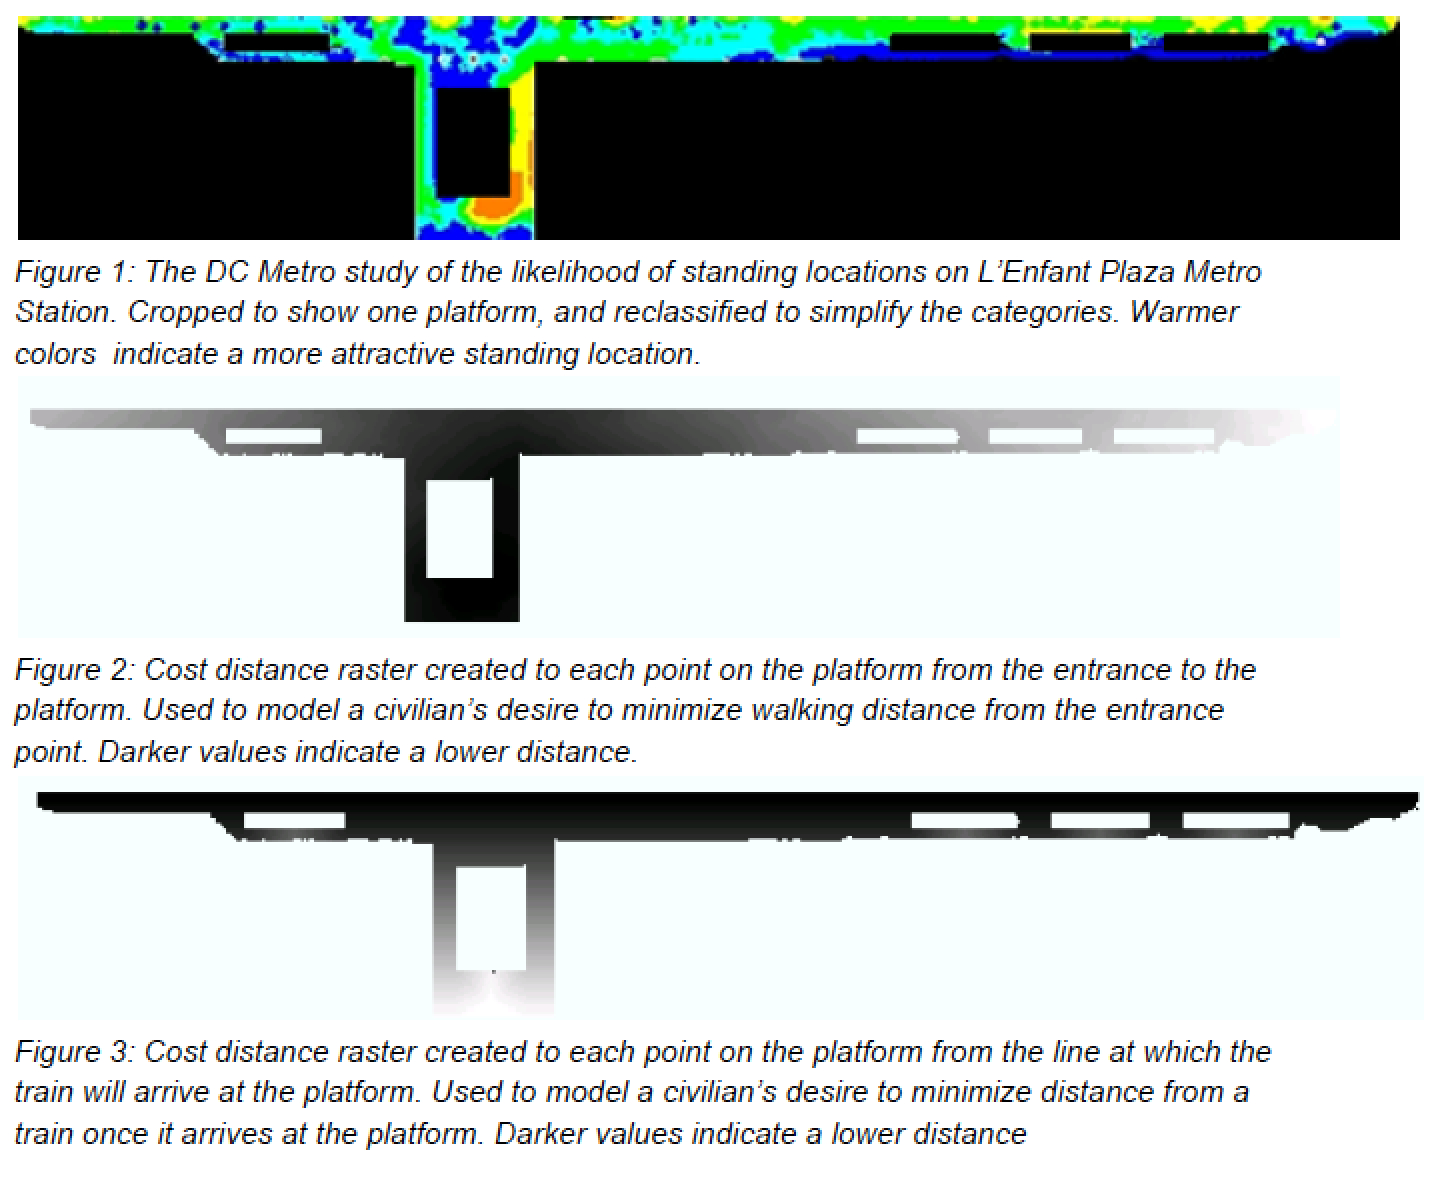 Figure 1: The DC Metro study of the likelihood of standing locations on L’Enfant Plaza Metro
Station. Cropped to show one platform, and reclassified to simplify the categories. Warmer
colors  indicate a more attractive standing location.
Figure 2: Cost distance raster created to each point on the platform from the entrance to the
platform. Used to model a civilian’s desire to minimize walking distance from the entrance
point. Darker values indicate a lower distance.
Figure 3: Cost distance raster created to each point on the platform from the line at which the
train will arrive at the platform. Used to model a civilian’s desire to minimize distance from a
train once it arrives at the platform. Darker values indicate a lower distance